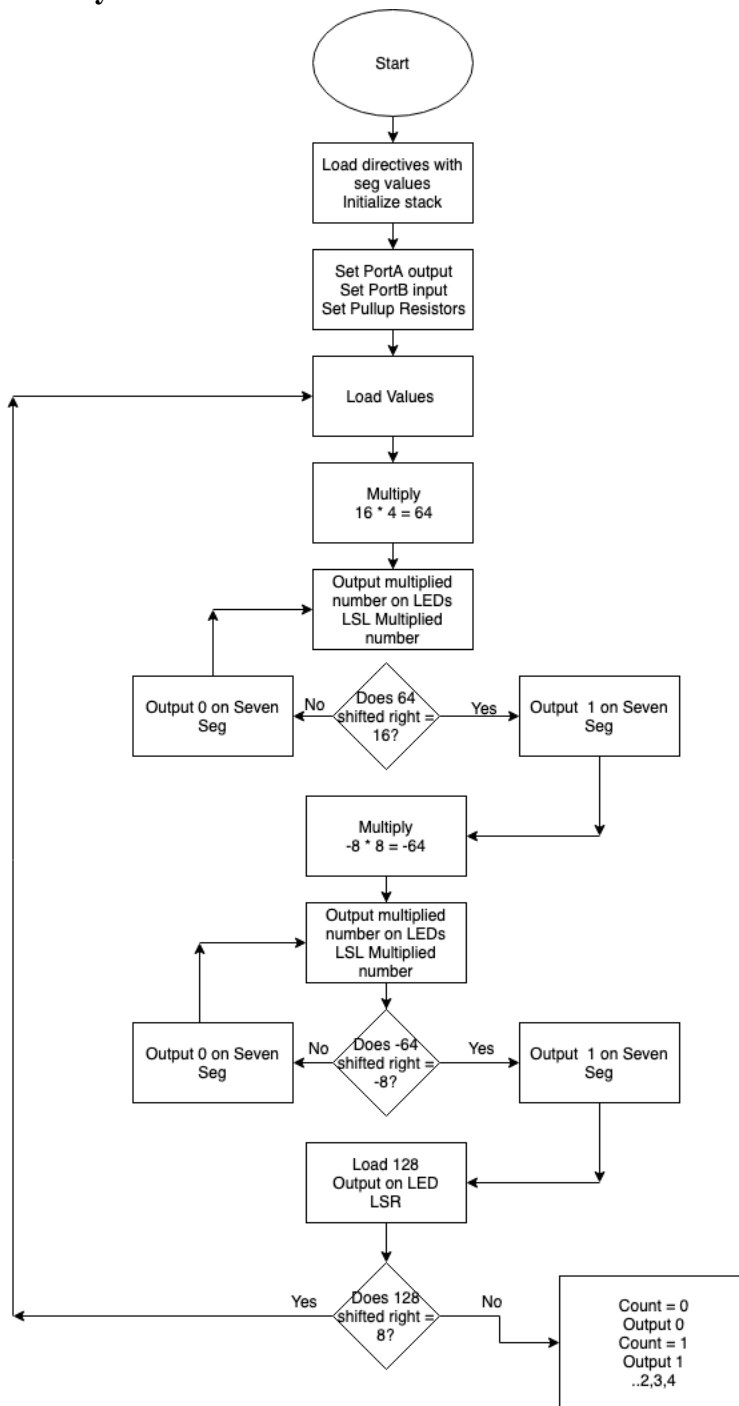 Start
Load directives with
seg values
Initialize stack
Set PortA output
Set PortB input
Set Pullup Resistors
Load Values
Multiply
16 * 4 = 64
Output multiplied
number on LEDs
LSL Multiplied
number
Output 0 on Seven
Seg
No
Does 64
shifted right =
16?
Yes
Output 1 on Seven
Seg
Multiply
-8 * 8 = -64
Output multiplied
number on LEDs
LSL Multiplied
number
Output 0 on Seven
Seg
No
Does -64
shifted right =
-8?
Yes
Output 1 on Seven
Seg
Load 128
Output on LED
LSR
Yes
Does 128
shifted right =
8?
No
Count = 0
Output 0
Count = 1
Output 1
..2,3,4